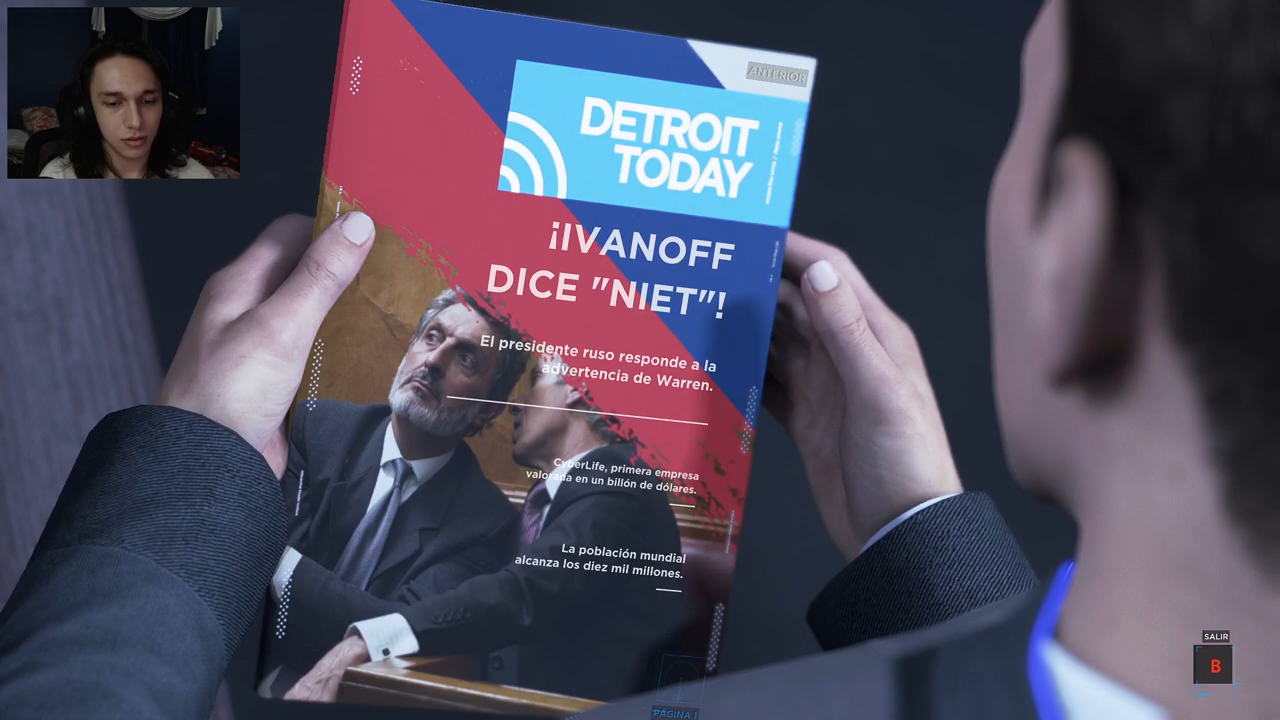 ANTERIOR
DETROIT
TODAY
¡IVANOFF
DICE "NIET"!
El presidente ruso responde a la
advertencia de Warren.
CyberLife, primera empresa
valorada en un billón de dólares.
La población mundial
alcanza los diez mil millones.
SALIR
B
PÁGINA 1